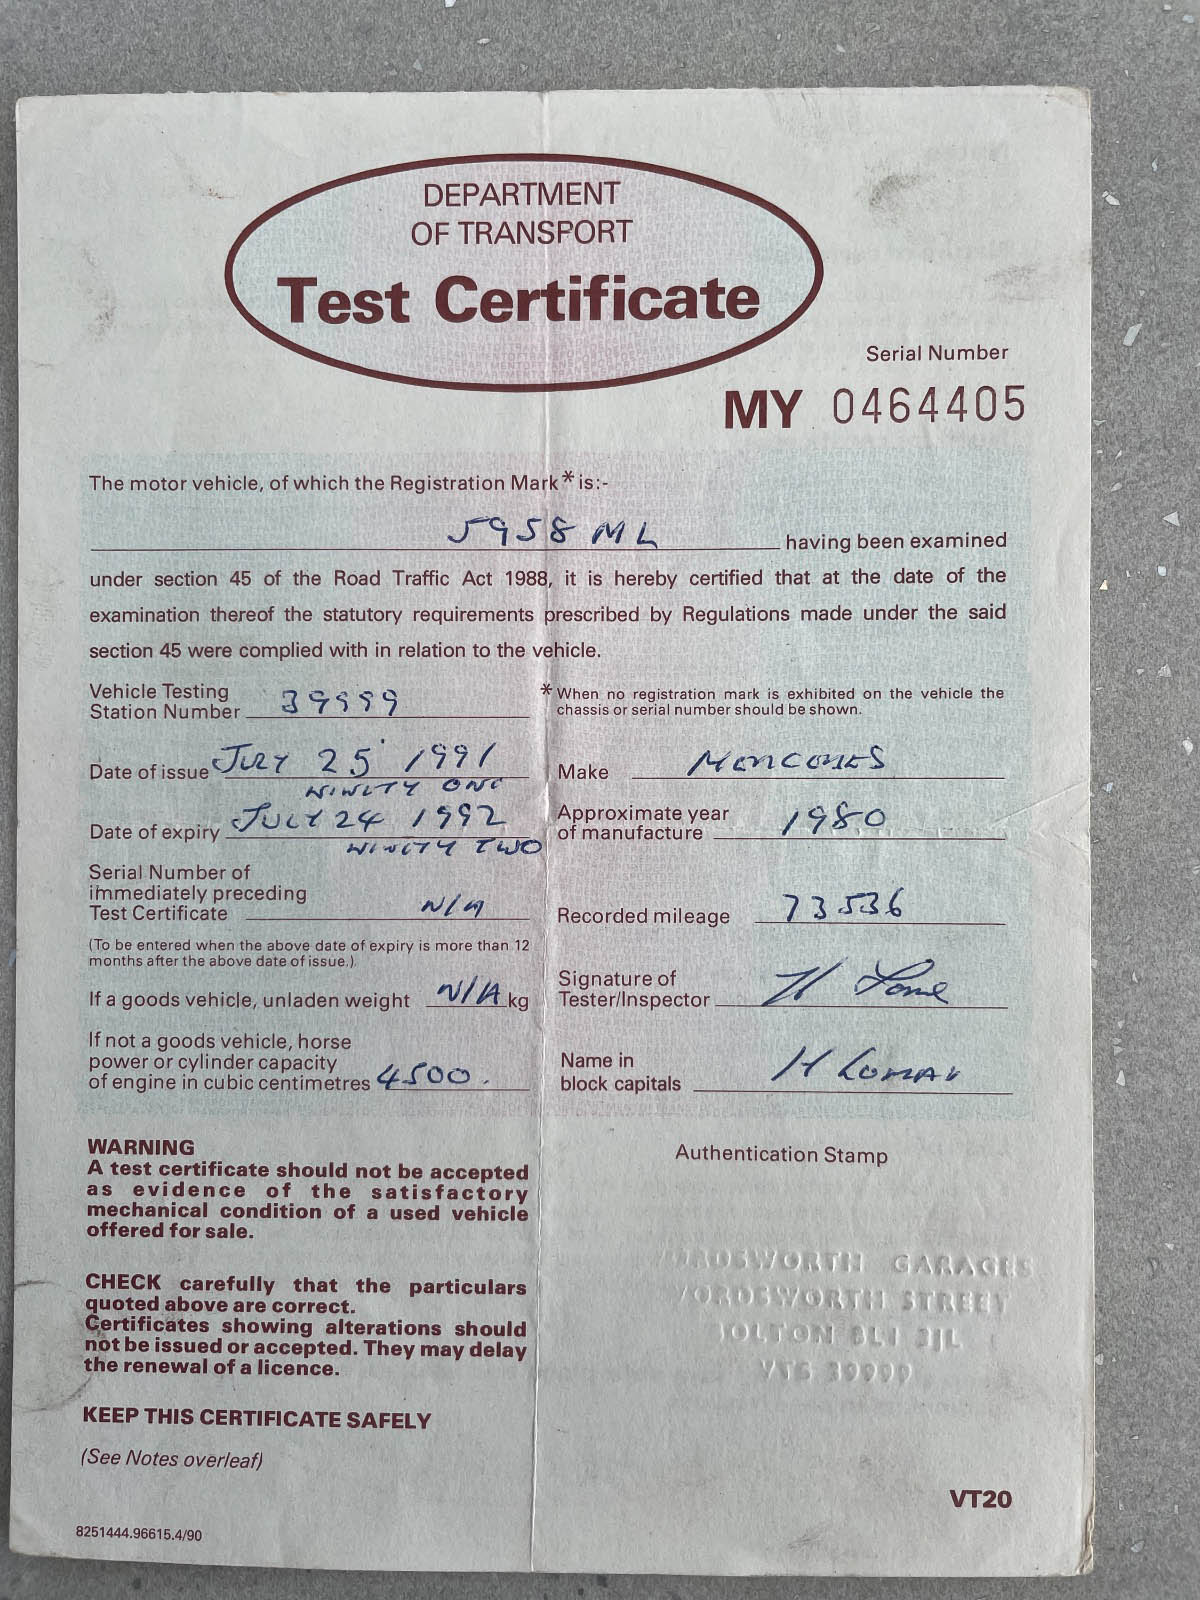 DEPARTMENT
OF TRANSPORT
Test Certificate
Serial Number
MY 0464405
The motor vehicle, of which the Registration Mark * is:-
5958 ML having been examined
under section 45 of the Road Traffic Act 1988, it is hereby certified that at the date of the
examination thereof the statutory requirements prescribed by Regulations made under the said
section 45 were complied with in relation to the vehicle.
Vehicle Testing
Station Number 39999
* When no registration mark is exhibited on the vehicle the
chassis or serial number should be shown.
Date of issue JULY 25 1991
NINETY ONE
Make MERCEDES
Date of expiry JULY 24 1992
NINETY TWO
Approximate year
of manufacture 1980
Serial Number of
immediately preceding
Test Certificate N/A
Recorded mileage 73536
(To be entered when the above date of expiry is more than 12
months after the above date of issue.)
If a goods vehicle, unladen weight N/A kg
Signature of
Tester/Inspector H
If not a goods vehicle, horse
power or cylinder capacity
of engine in cubic centimetres 4500.
Name in
block capitals H LOMAX
WARNING
A test certificate should not be accepted
as evidence of the satisfactory
mechanical condition of a used vehicle
offered for sale.
Authentication Stamp
CHECK carefully that the particulars
quoted above are correct.
Certificates showing alterations should
not be issued or accepted. They may delay
the renewal of a licence.
WORDSWORTH GARAGES
WORDSWORTH STREET
BOLTON BL1 3JL
VTS 39999
KEEP THIS CERTIFICATE SAFELY
(See Notes overleaf)
VT20
8251444.96615.4/90